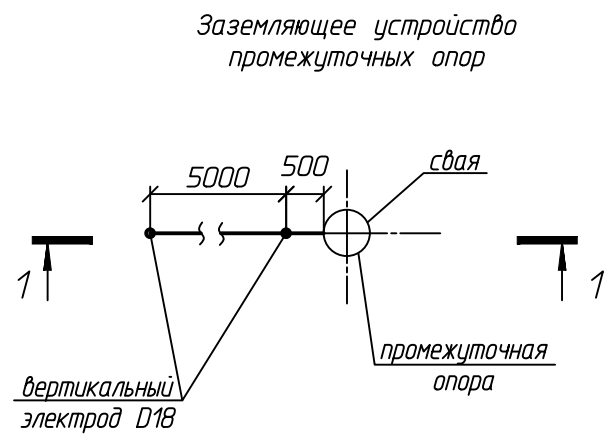 Заземляющее устройство
промежуточных опор
5000
500
свая
1
1
промежуточная
опора
вертикальный
электрод D18